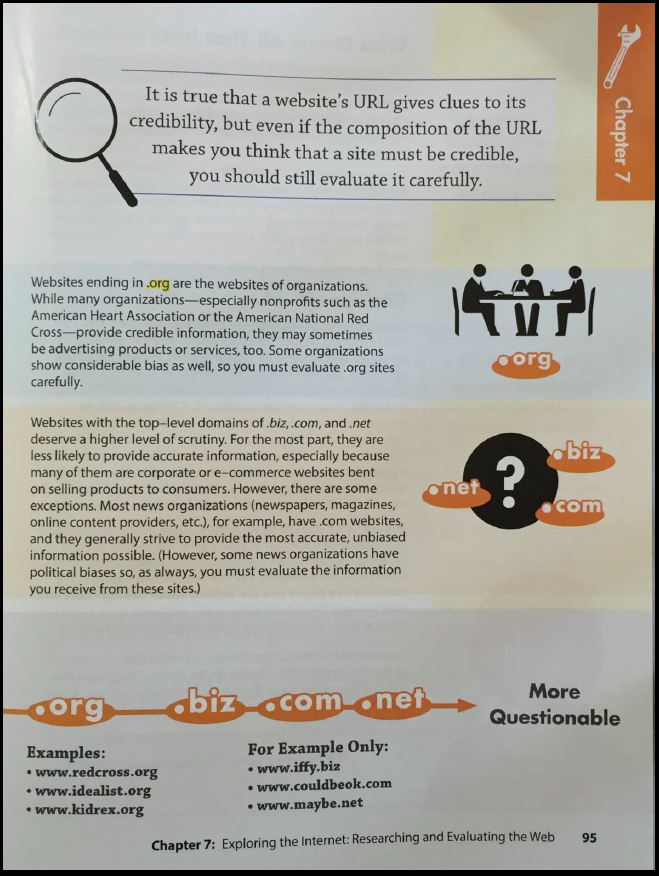 It is true that a website's URL gives clues to its
credibility, but even if the composition of the URL
makes you think that a site must be credible,
you should still evaluate it carefully.
Chapter 7
Websites ending in .org are the websites of organizations.
While many organizations—especially nonprofits such as the
American Heart Association or the American National Red
Cross—provide credible information, they may sometimes
be advertising products or services, too. Some organizations
show considerable bias as well, so you must evaluate .org sites
carefully.
.org
Websites with the top-level domains of .biz, .com, and .net
deserve a higher level of scrutiny. For the most part, they are
less likely to provide accurate information, especially because
many of them are corporate or e-commerce websites bent
on selling products to consumers. However, there are some
exceptions. Most news organizations (newspapers, magazines,
online content providers, etc.), for example, have .com websites,
and they generally strive to provide the most accurate, unbiased
information possible. (However, some news organizations have
political biases so, as always, you must evaluate the information
you receive from these sites.)
?
.biz
.net
.com
.org .biz .com .net
More
Questionable
Examples:
• www.redcross.org
• www.idealist.org
• www.kidrex.org
For Example Only:
• www.iffy.biz
• www.couldbeok.com
• www.maybe.net
Chapter 7: Exploring the Internet: Researching and Evaluating the Web 95